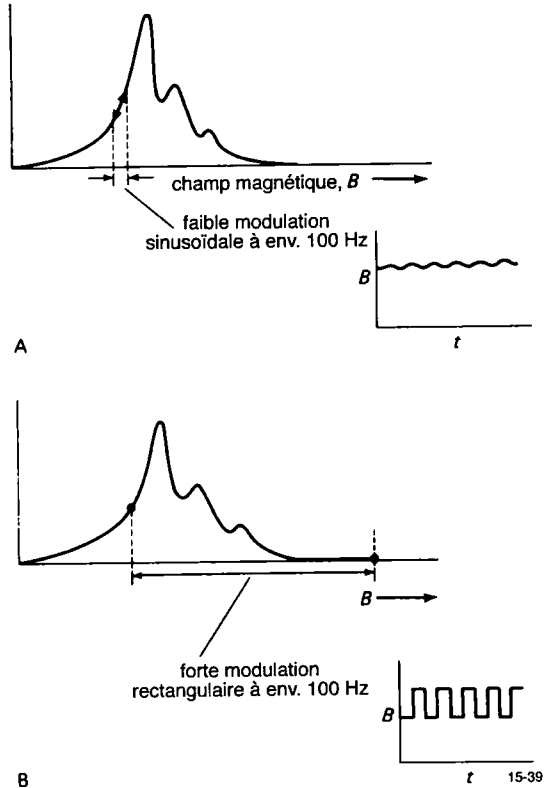 champ magnétique, B
faible modulation
sinusoïdale à env. 100 Hz
B
t
A
B
forte modulation
rectangulaire à env. 100 Hz
B
t
15-39
B